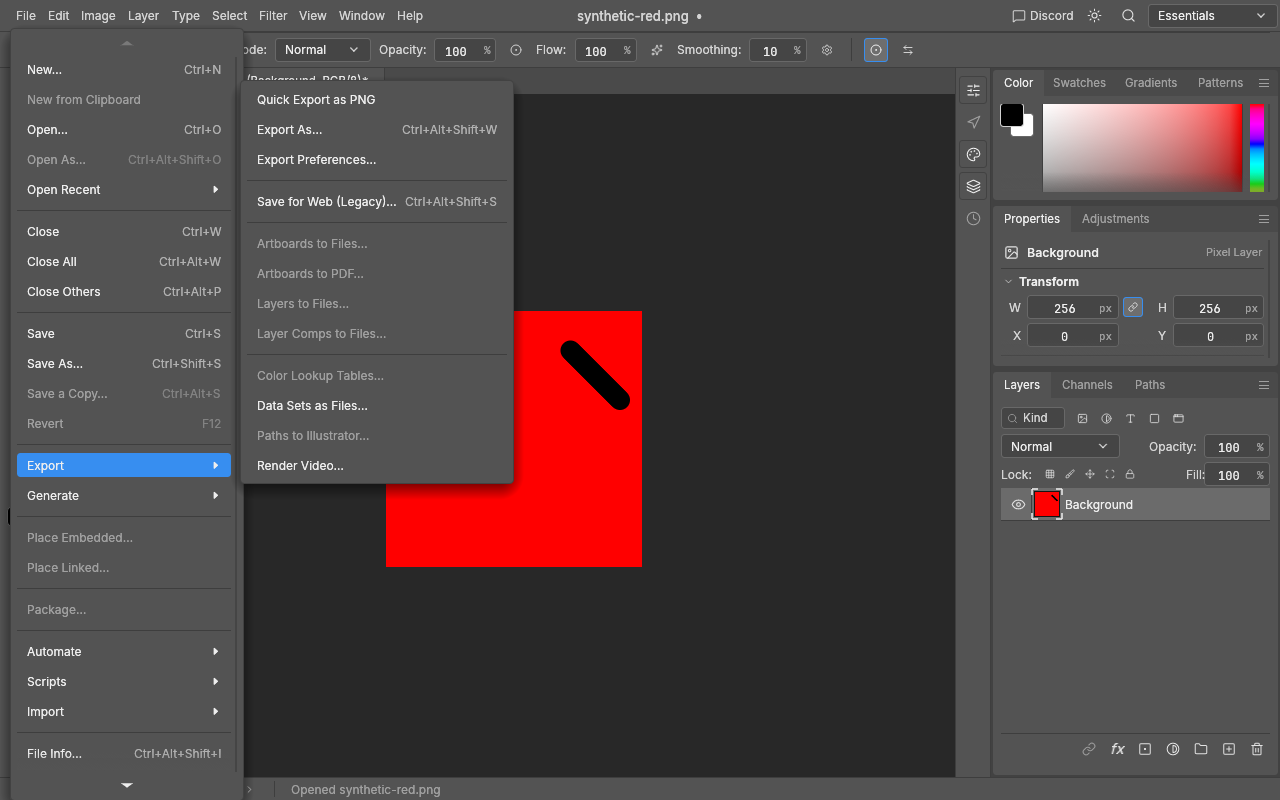 File Edit Image Layer Type Select Filter View Window Help
synthetic-red.png •
Discord
Essentials
Normal
Opacity: 100 %
Flow: 100 %
Smoothing: 10 %
New... Ctrl+N
New from Clipboard
Open... Ctrl+O
Open As... Ctrl+Alt+Shift+O
Open Recent
Close Ctrl+W
Close All Ctrl+Alt+W
Close Others Ctrl+Alt+P
Save Ctrl+S
Save As... Ctrl+Shift+S
Save a Copy... Ctrl+Alt+S
Revert F12
Export
Generate
Place Embedded...
Place Linked...
Package...
Automate
Scripts
Import
File Info... Ctrl+Alt+Shift+I
Quick Export as PNG
Export As... Ctrl+Alt+Shift+W
Export Preferences...
Save for Web (Legacy)... Ctrl+Alt+Shift+S
Artboards to Files...
Artboards to PDF...
Layers to Files...
Layer Comps to Files...
Color Lookup Tables...
Data Sets as Files...
Paths to Illustrator...
Render Video...
Color Swatches Gradients Patterns
Properties Adjustments
Background Pixel Layer
Transform
W 256 px H 256 px
X 0 px Y 0 px
Layers Channels Paths
Kind
Normal Opacity: 100 %
Lock: Fill: 100 %
Background
fx
Opened synthetic-red.png